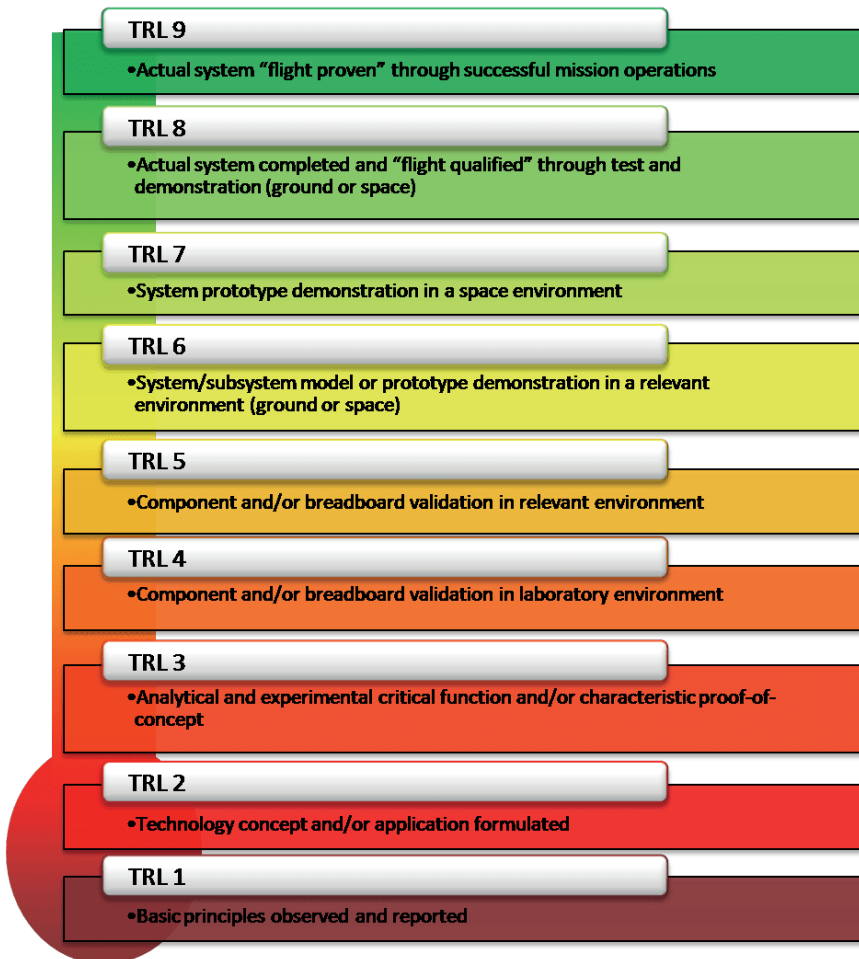 TRL 9
•Actual system “flight proven” through successful mission operations
TRL 8
•Actual system completed and “flight qualified” through test and
demonstration (ground or space)
TRL 7
•System prototype demonstration in a space environment
TRL 6
•System/subsystem model or prototype demonstration in a relevant
environment (ground or space)
TRL 5
•Component and/or breadboard validation in relevant environment
TRL 4
•Component and/or breadboard validation in laboratory environment
TRL 3
•Analytical and experimental critical function and/or characteristic proof-of-
concept
TRL 2
•Technology concept and/or application formulated
TRL 1
•Basic principles observed and reported